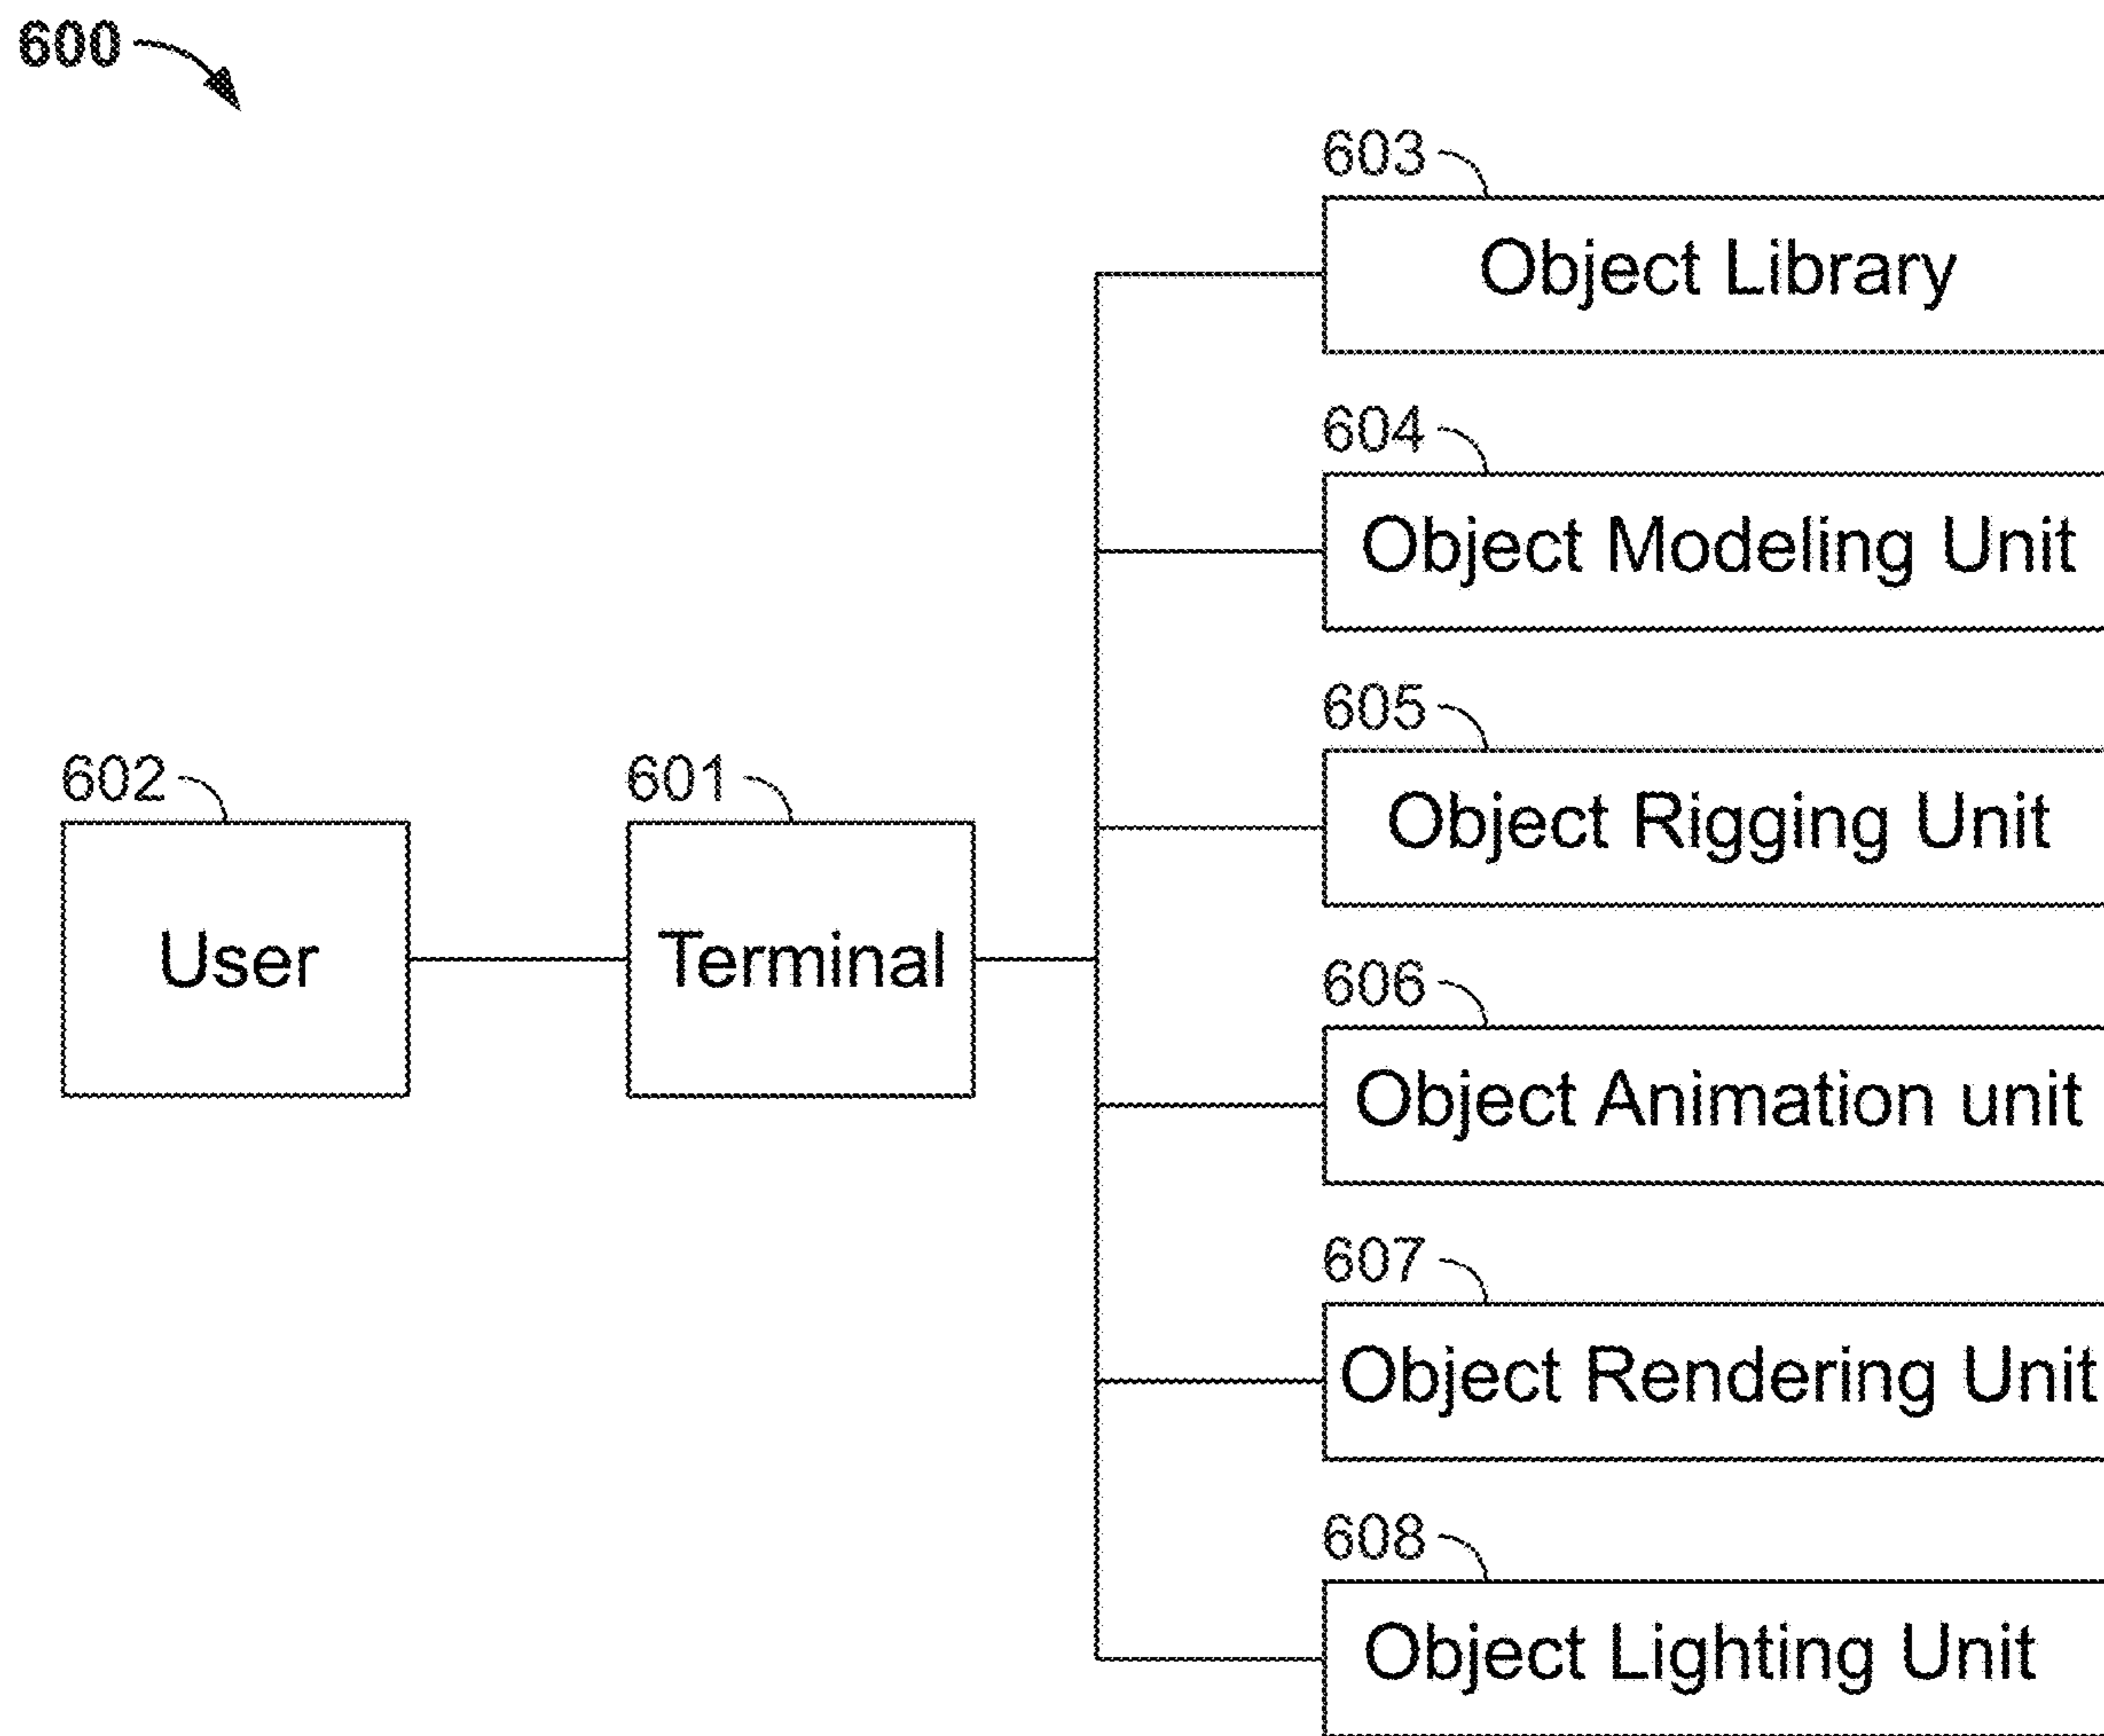 600
603
Object Library
604
Object Modeling Unit
605
Object Rigging Unit
602
User
601
Terminal
606
Object Animation unit
607
Object Rendering Unit
608
Object Lighting Unit